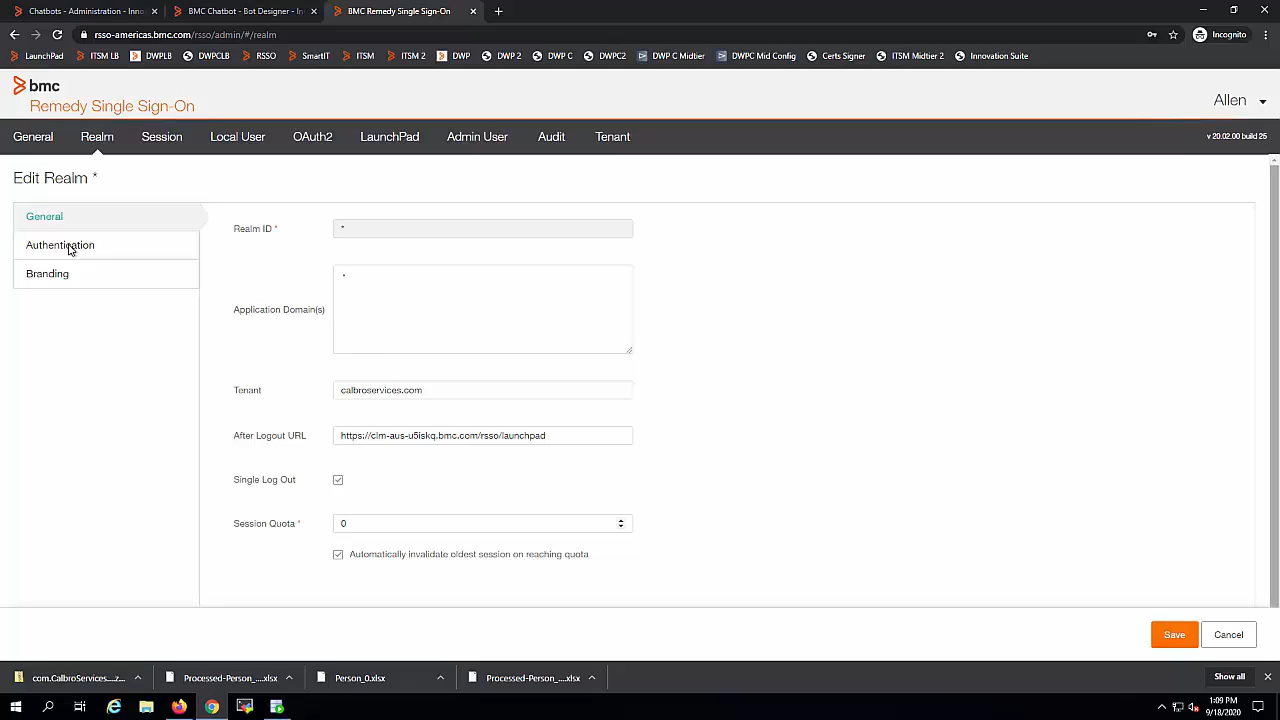 Chatbots - Administration - Inno
BMC Chatbot - Bot Designer - In
BMC Remedy Single Sign-On
rsso-americas.bmc.com/rsso/admin/#/realm
Incognito
LaunchPad
ITSM LB
DWPLB
DWPCLB
RSSO
SmartIT
ITSM
ITSM 2
DWP
DWP 2
DWP C
DWPC2
DWP C Midtier
DWPC Mid Config
Certs Signer
ITSM Midtier 2
Innovation Suite
bmc
Remedy Single Sign-On
Allen
General
Realm
Session
Local User
OAuth2
LaunchPad
Admin User
Audit
Tenant
v 20.02.00 build 25
Edit Realm *
General
Authentication
Branding
Realm ID *
*
Application Domain(s)
*
Tenant
calbroservices.com
After Logout URL
https://clm-aus-u5iskq.bmc.com/rsso/launchpad
Single Log Out
Session Quota *
0
Automatically invalidate oldest session on reaching quota
Save
Cancel
com.CalbroServices....z...
Processed-Person_....xlsx
Person_0.xlsx
Processed-Person_....xlsx
Show all
1:09 PM
9/18/2020